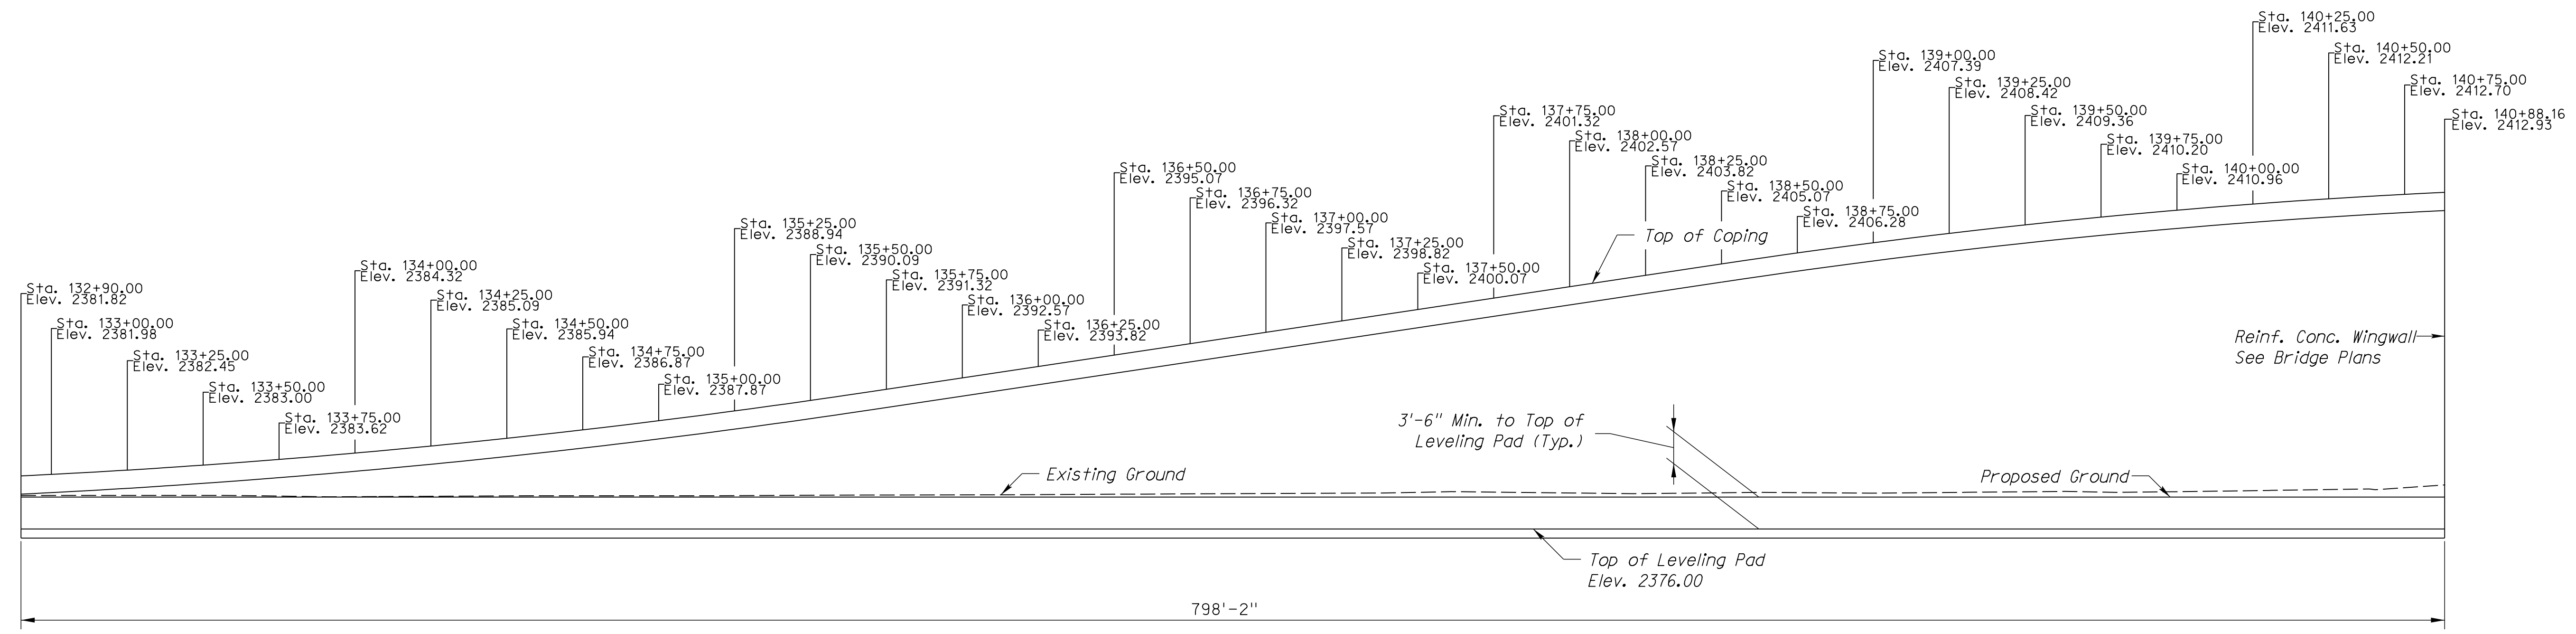 Sta. 132+90.00
Elev. 2381.82
Sta. 133+00.00
Elev. 2381.98
Sta. 133+25.00
Elev. 2382.45
Sta. 133+50.00
Elev. 2383.00
Sta. 133+75.00
Elev. 2383.62
Sta. 134+00.00
Elev. 2384.32
Sta. 134+25.00
Elev. 2385.09
Sta. 134+50.00
Elev. 2385.94
Sta. 134+75.00
Elev. 2386.87
Sta. 135+00.00
Elev. 2387.87
Sta. 135+25.00
Elev. 2388.94
Sta. 135+50.00
Elev. 2390.09
Sta. 135+75.00
Elev. 2391.32
Sta. 136+00.00
Elev. 2392.57
Sta. 136+25.00
Elev. 2393.82
Sta. 136+50.00
Elev. 2395.07
Sta. 136+75.00
Elev. 2396.32
Sta. 137+00.00
Elev. 2397.57
Sta. 137+25.00
Elev. 2398.82
Sta. 137+50.00
Elev. 2400.07
Sta. 137+75.00
Elev. 2401.32
Sta. 138+00.00
Elev. 2402.57
Sta. 138+25.00
Elev. 2403.82
Sta. 138+50.00
Elev. 2405.07
Sta. 138+75.00
Elev. 2406.28
Sta. 139+00.00
Elev. 2407.39
Sta. 139+25.00
Elev. 2408.42
Sta. 139+50.00
Elev. 2409.36
Sta. 139+75.00
Elev. 2410.20
Sta. 140+00.00
Elev. 2410.96
Sta. 140+25.00
Elev. 2411.63
Sta. 140+50.00
Elev. 2412.21
Sta. 140+75.00
Elev. 2412.70
Sta. 140+88.16
Elev. 2412.93
Top of Coping
Reinf. Conc. Wingwall
See Bridge Plans
3'-6" Min. to Top of
Leveling Pad (Typ.)
Existing Ground
Proposed Ground
Top of Leveling Pad
Elev. 2376.00
798'-2"